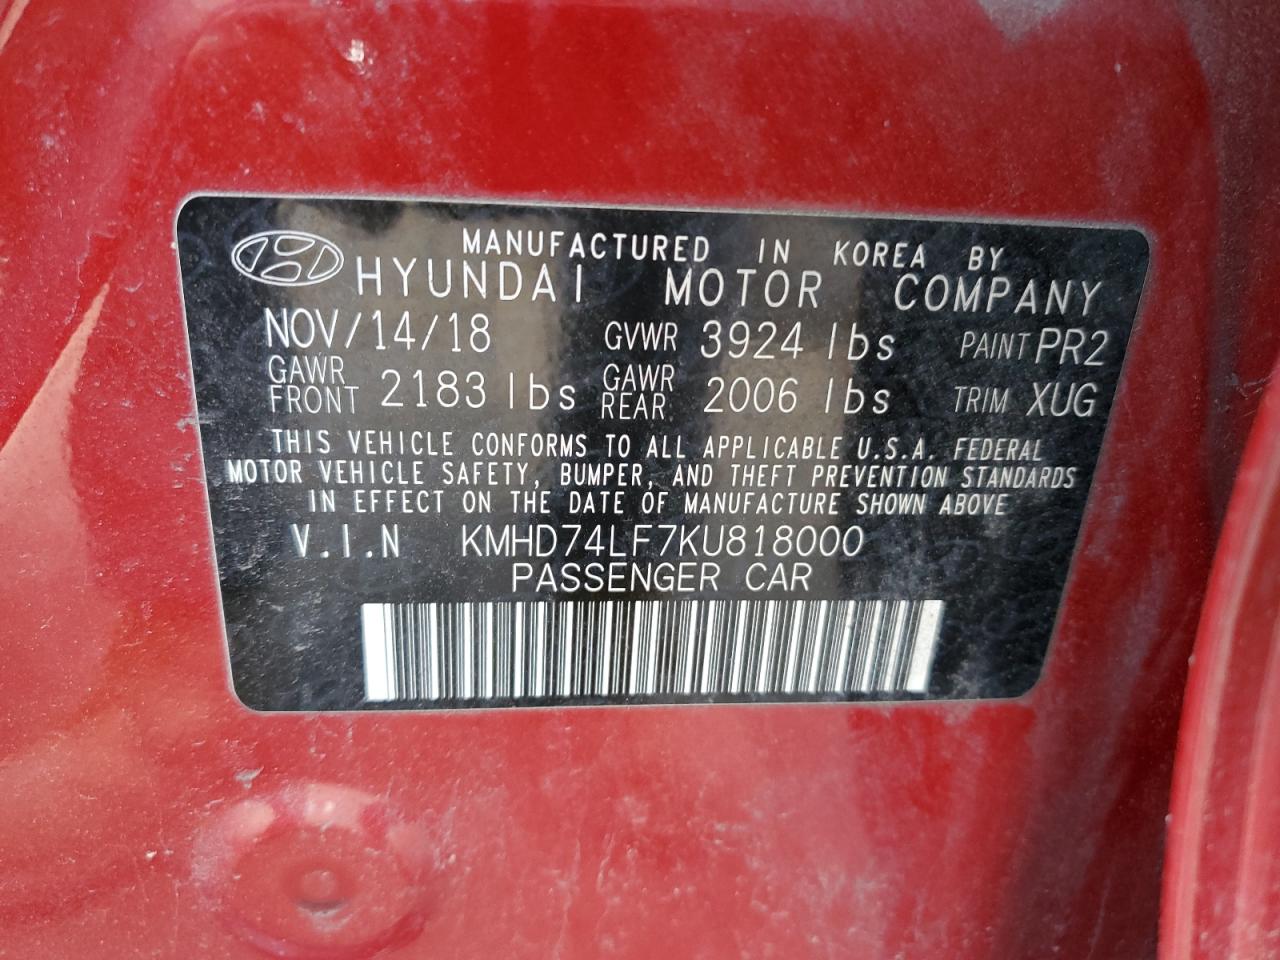 MANUFACTURED IN KOREA BY
HYUNDAI MOTOR COMPANY
NOV/14/18 GVWR 3924 lbs PAINT PR2
GAWR FRONT 2183 lbs GAWR REAR 2006 lbs TRIM XUG
THIS VEHICLE CONFORMS TO ALL APPLICABLE U.S.A. FEDERAL
MOTOR VEHICLE SAFETY, BUMPER, AND THEFT PREVENTION STANDARDS
IN EFFECT ON THE DATE OF MANUFACTURE SHOWN ABOVE
V.I.N KMHD74LF7KU818000
PASSENGER CAR